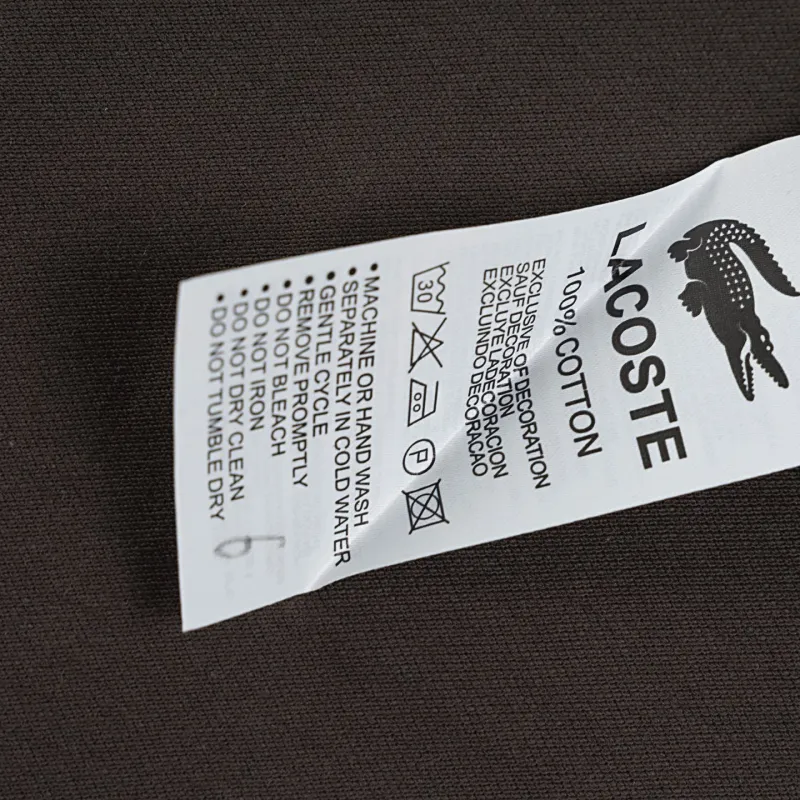 LACOSTE
100% COTTON
EXCLUSIVE OF DECORATION
SAUF DECORATION
EXCLUYE LADECORACION
EXCLUINDO DECORACAO
30
P
• MACHINE OR HAND WASH
• SEPARATELY IN COLD WATER
• GENTLE CYCLE
• REMOVE PROMPTLY
• DO NOT BLEACH
• DO NOT IRON
• DO NOT DRY CLEAN
• DO NOT TUMBLE DRY
6